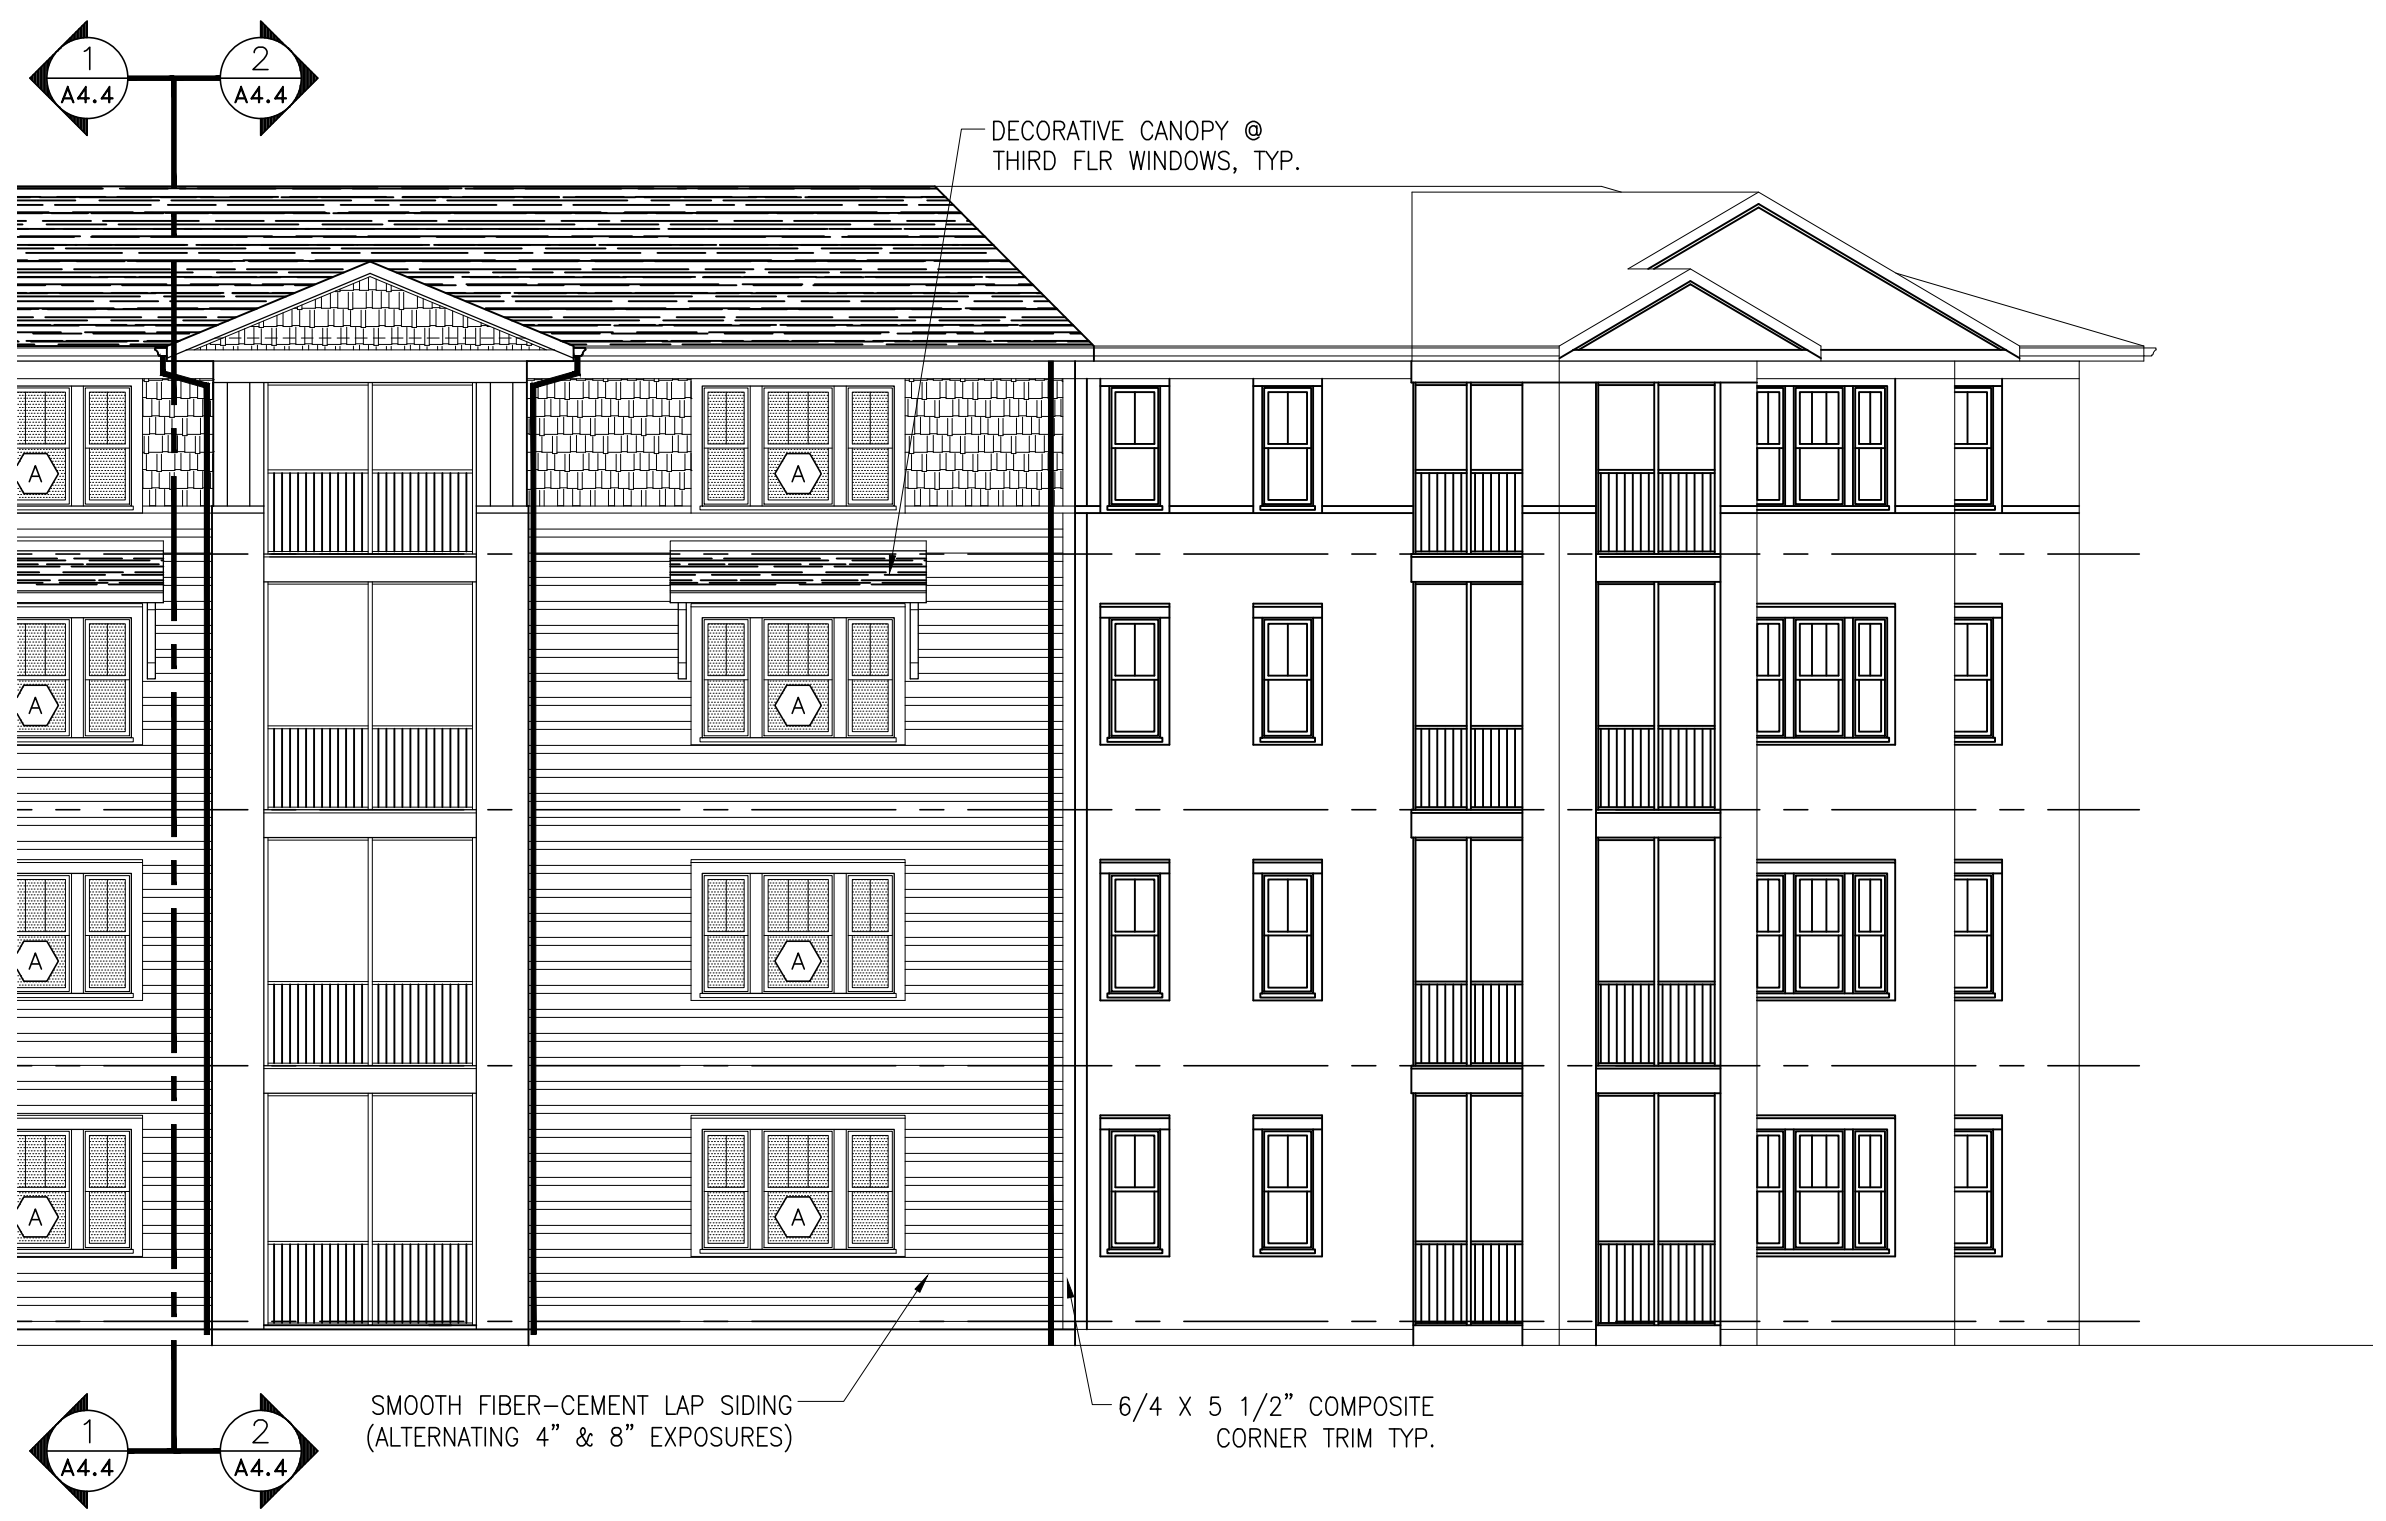 1
A4.4
2
A4.4
DECORATIVE CANOPY @
THIRD FLR WINDOWS, TYP.
A
A
A
A
A
A
A
A
SMOOTH FIBER-CEMENT LAP SIDING
(ALTERNATING 4" & 8" EXPOSURES)
6/4 X 5 1/2" COMPOSITE
CORNER TRIM TYP.
1
A4.4
2
A4.4